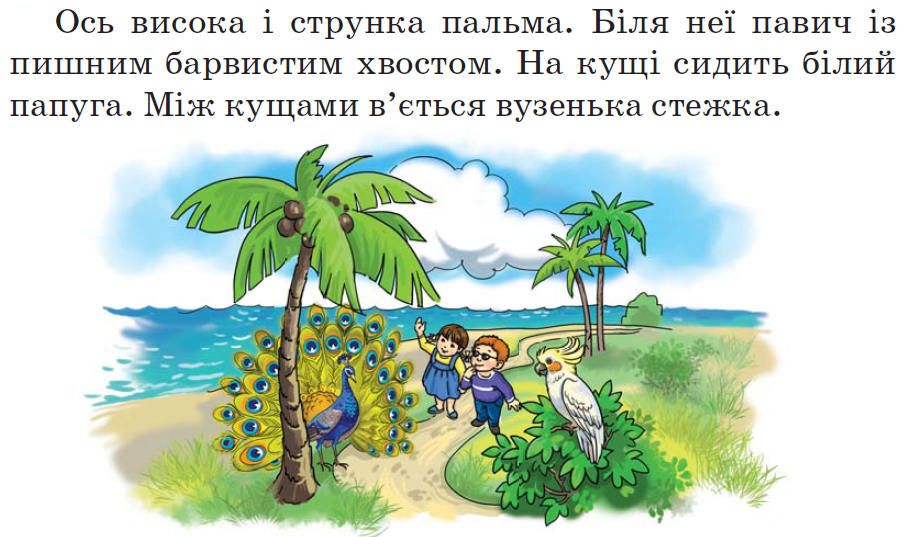 Ось висока і струнка пальма. Біля неї павич із
пишним барвистим хвостом. На кущі сидить білий
папуга. Між кущами в’ється вузенька стежка.